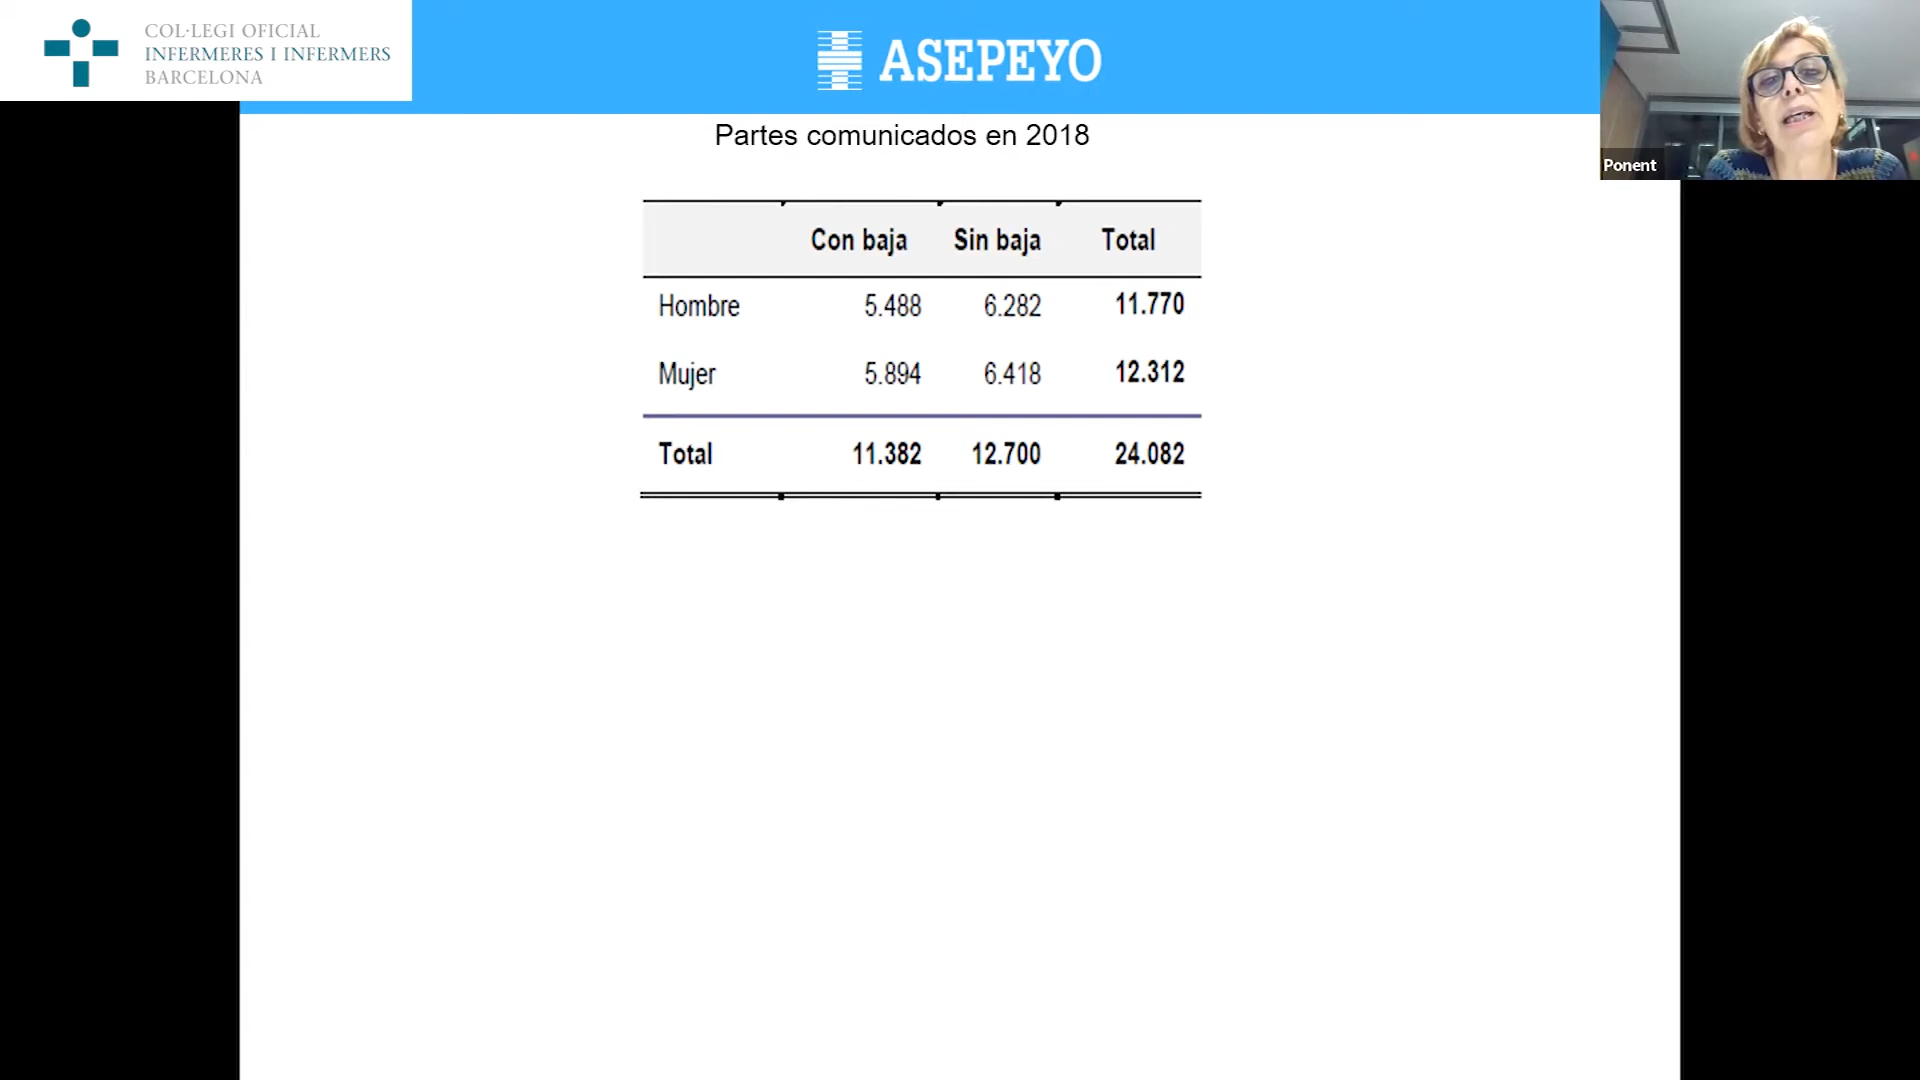 COL·LEGI OFICIAL
INFERMERES I INFERMERS
BARCELONA
ASEPEYO
Ponent
Partes comunicados en 2018
Con baja Sin baja Total
Hombre 5.488 6.282 11.770
Mujer 5.894 6.418 12.312
Total 11.382 12.700 24.082